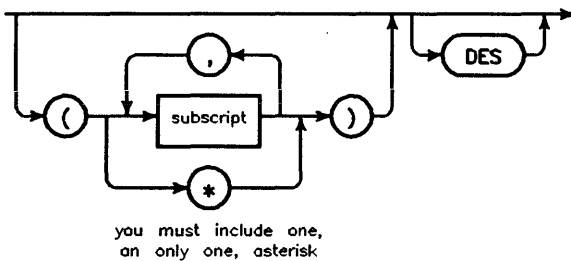 ,
DES
( subscript )
*
you must include one,
an only one, asterisk